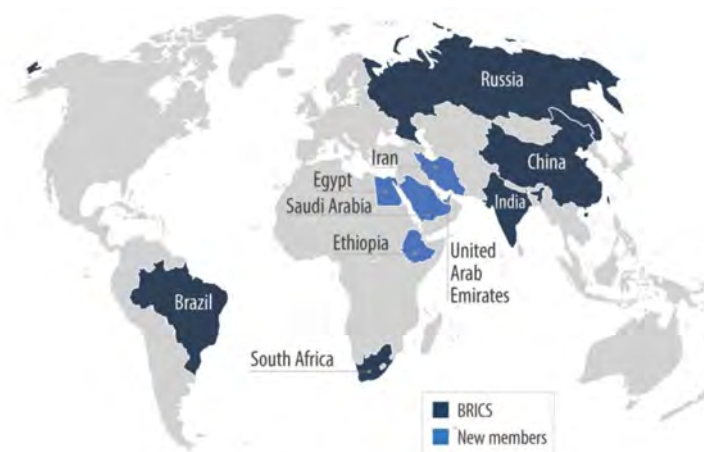 Russia
China
Iran
Egypt
India
Saudi Arabia
Ethiopia
United
Arab
Emirates
Brazil
South Africa
BRICS
New members